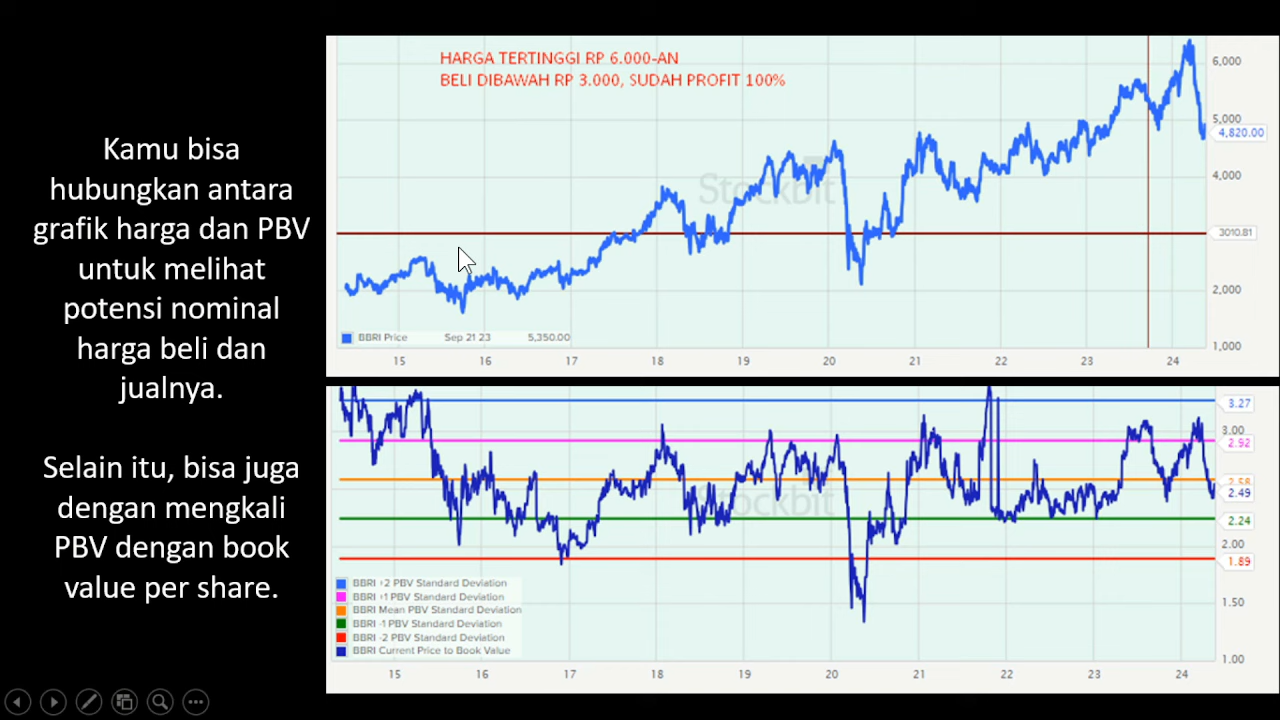 Kamu bisa
hubungkan antara
grafik harga dan PBV
untuk melihat
potensi nominal
harga beli dan
jualnya.
Selain itu, bisa juga
dengan mengkali
PBV dengan book
value per share.
HARGA TERTINGGI RP 6.000-AN
BELI DIBAWAH RP 3.000, SUDAH PROFIT 100%
Stockbit
6,000
5,000
4,820.00
4,000
3010.81
2,000
1,000
BBRI Price Sep 21 23 5,350.00
15 16 17 18 19 20 21 22 23 24
Stockbit
3.27
3.00
2.92
2.58
2.49
2.24
2.00
1.89
1.50
1.00
BBRI +2 PBV Standard Deviation
BBRI +1 PBV Standard Deviation
BBRI Mean PBV Standard Deviation
BBRI -1 PBV Standard Deviation
BBRI -2 PBV Standard Deviation
BBRI Current Price to Book Value
15 16 17 18 19 20 21 22 23 24